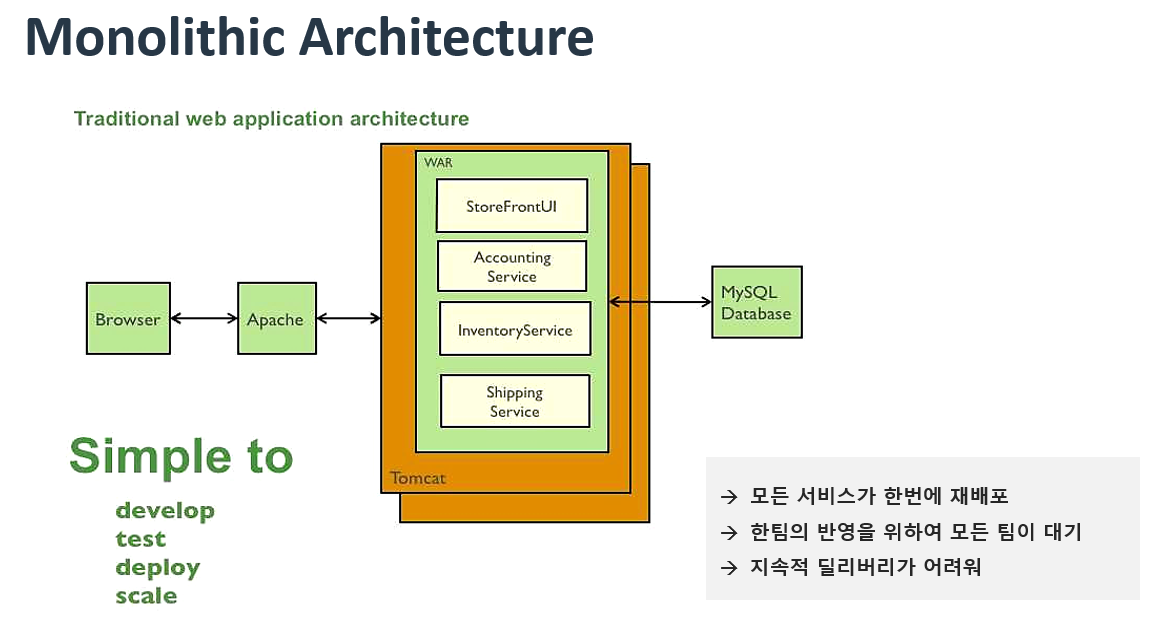 Monolithic Architecture
Traditional web application architecture
WAR
StoreFrontUI
Accounting
Service
InventoryService
Shipping
Service
Tomcat
Browser
Apache
MySQL
Database
Simple to
develop
test
deploy
scale
→ 모든 서비스가 한번에 재배포
→ 한팀의 반영을 위하여 모든 팀이 대기
→ 지속적 딜리버리가 어려워